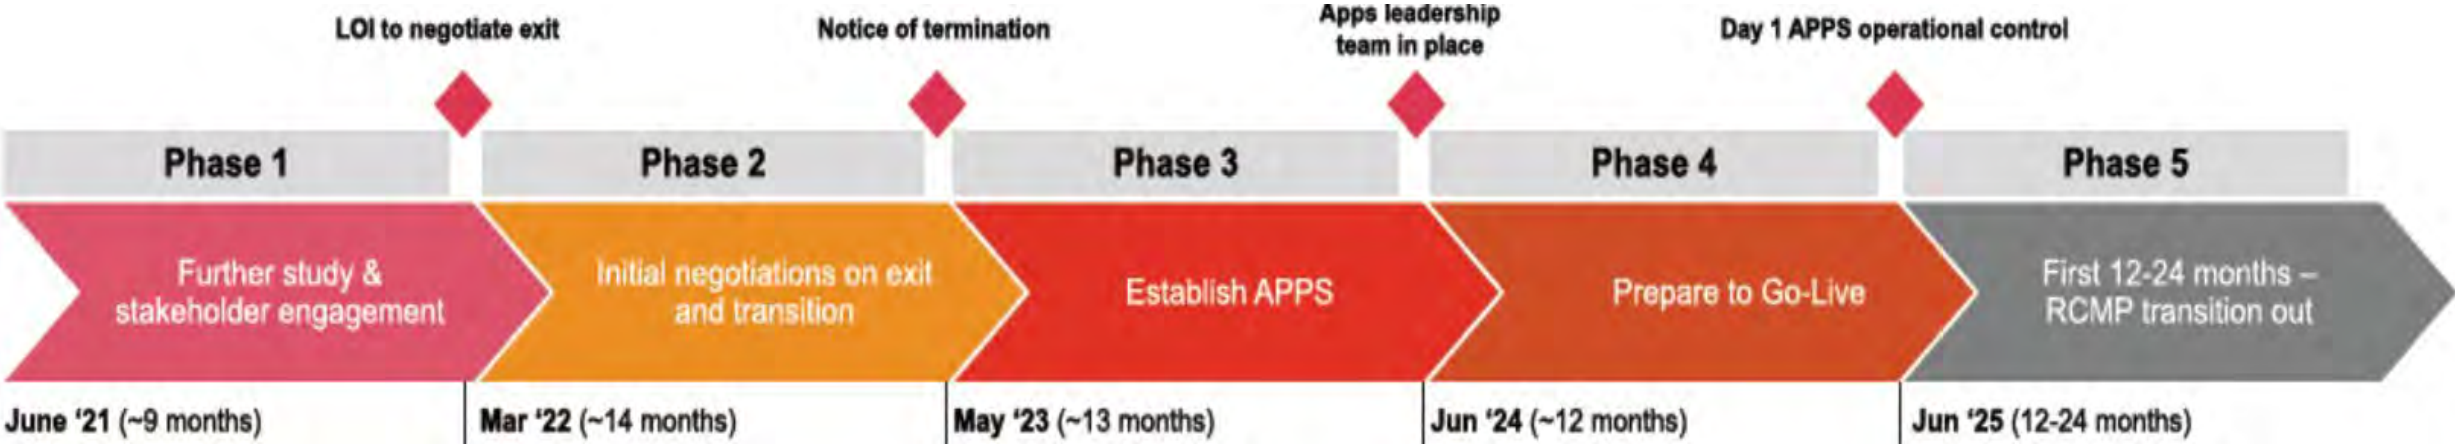 LOI to negotiate exit
Notice of termination
Apps leadership
team in place
Day 1 APPS operational control
Phase 1
Phase 2
Phase 3
Phase 4
Phase 5
Further study &
stakeholder engagement
Initial negotiations on exit
and transition
Establish APPS
Prepare to Go-Live
First 12-24 months –
RCMP transition out
June ‘21 (~9 months)
Mar ‘22 (~14 months)
May ‘23 (~13 months)
Jun ‘24 (~12 months)
Jun ‘25 (12-24 months)